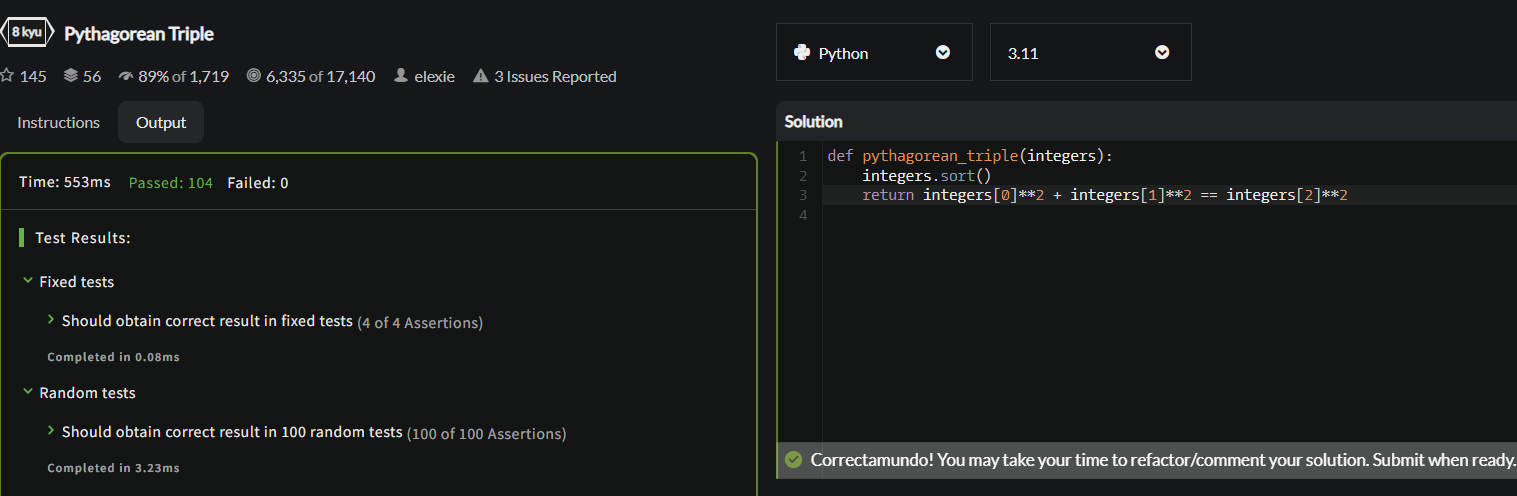 8 kyu Pythagorean Triple
145 56 89% of 1,719 6,335 of 17,140 elexie 3 Issues Reported
Instructions Output
Time: 553ms Passed: 104 Failed: 0
Test Results:
Fixed tests
Should obtain correct result in fixed tests (4 of 4 Assertions)
Completed in 0.08ms
Random tests
Should obtain correct result in 100 random tests (100 of 100 Assertions)
Completed in 3.23ms
Python 3.11
Solution
1 def pythagorean_triple(integers):
2     integers.sort()
3     return integers[0]**2 + integers[1]**2 == integers[2]**2
4
Correctamundo! You may take your time to refactor/comment your solution. Submit when ready.